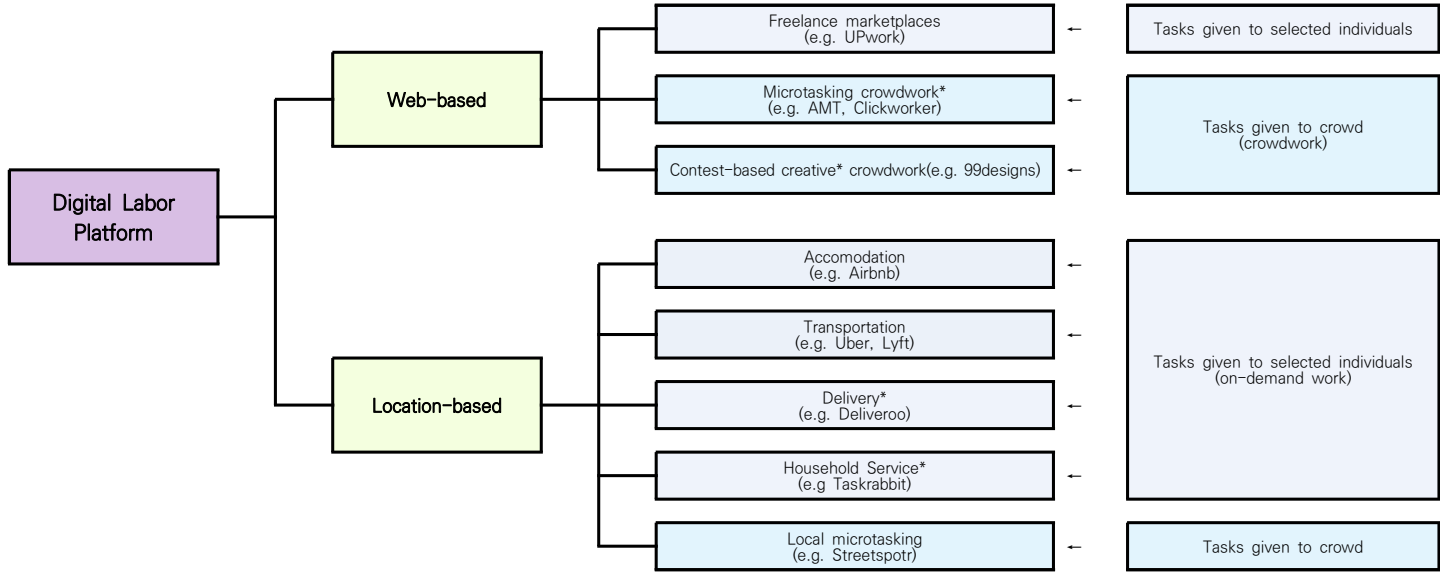 Freelance marketplaces
(e.g. UPwork)
←
Tasks given to selected individuals
Web-based
Microtasking crowdwork*
(e.g. AMT, Clickworker)
←
Tasks given to crowd
(crowdwork)
Contest-based creative* crowdwork(e.g. 99designs)
←
Digital Labor
Platform
Accomodation
(e.g. Airbnb)
←
Transportation
(e.g. Uber, Lyft)
←
Tasks given to selected individuals
(on-demand work)
Location-based
Delivery*
(e.g. Deliveroo)
←
Household Service*
(e.g Taskrabbit)
←
Local microtasking
(e.g. Streetspotr)
←
Tasks given to crowd